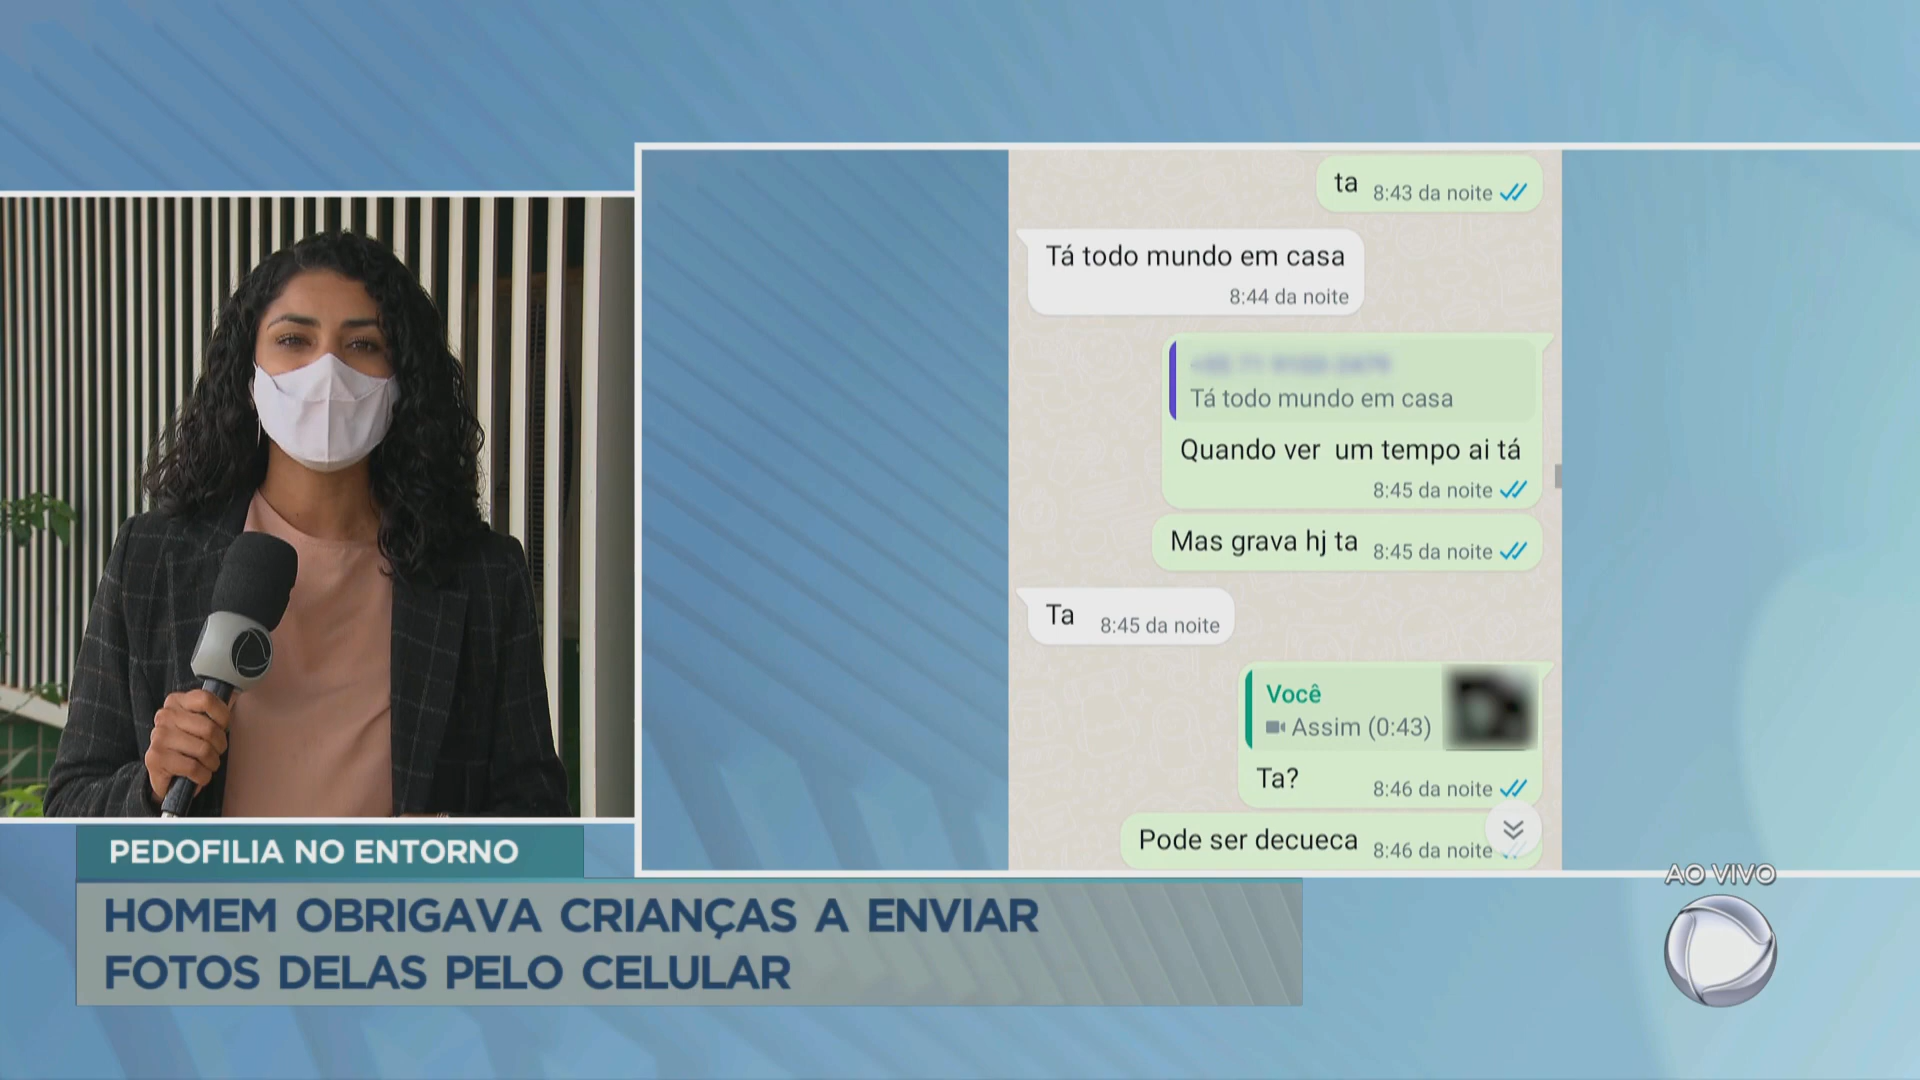 ta 8:43 da noite
Tá todo mundo em casa
8:44 da noite
Tá todo mundo em casa
Quando ver um tempo ai tá
8:45 da noite
Mas grava hj ta 8:45 da noite
Ta 8:45 da noite
Você
Assim (0:43)
Ta? 8:46 da noite
Pode ser decueca 8:46 da noite
PEDOFILIA NO ENTORNO
HOMEM OBRIGAVA CRIANÇAS A ENVIAR
FOTOS DELAS PELO CELULAR
AO VIVO